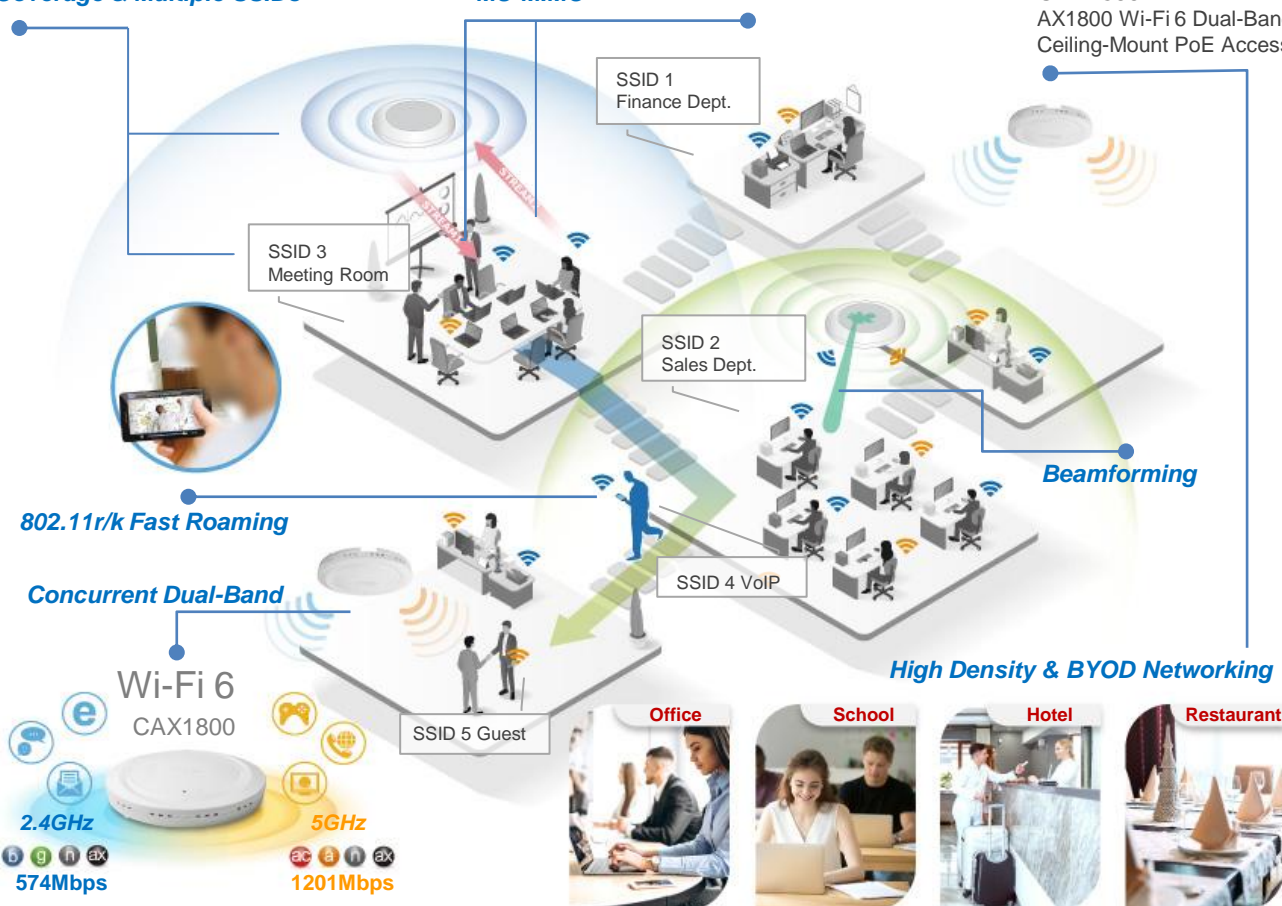 AX1800 Wi-Fi 6 Dual-Ban
Ceiling-Mount PoE Access
SSID 1
Finance Dept.
STREAM
STREAM
SSID 3
Meeting Room
SSID 2
Sales Dept.
Beamforming
802.11r/k Fast Roaming
SSID 4 VoIP
Concurrent Dual-Band
High Density & BYOD Networking
Wi-Fi 6
CAX1800
SSID 5 Guest
Office
School
Hotel
Restaurant
e
2.4GHz
5GHz
b g n ax
ac a n ax
574Mbps
1201Mbps